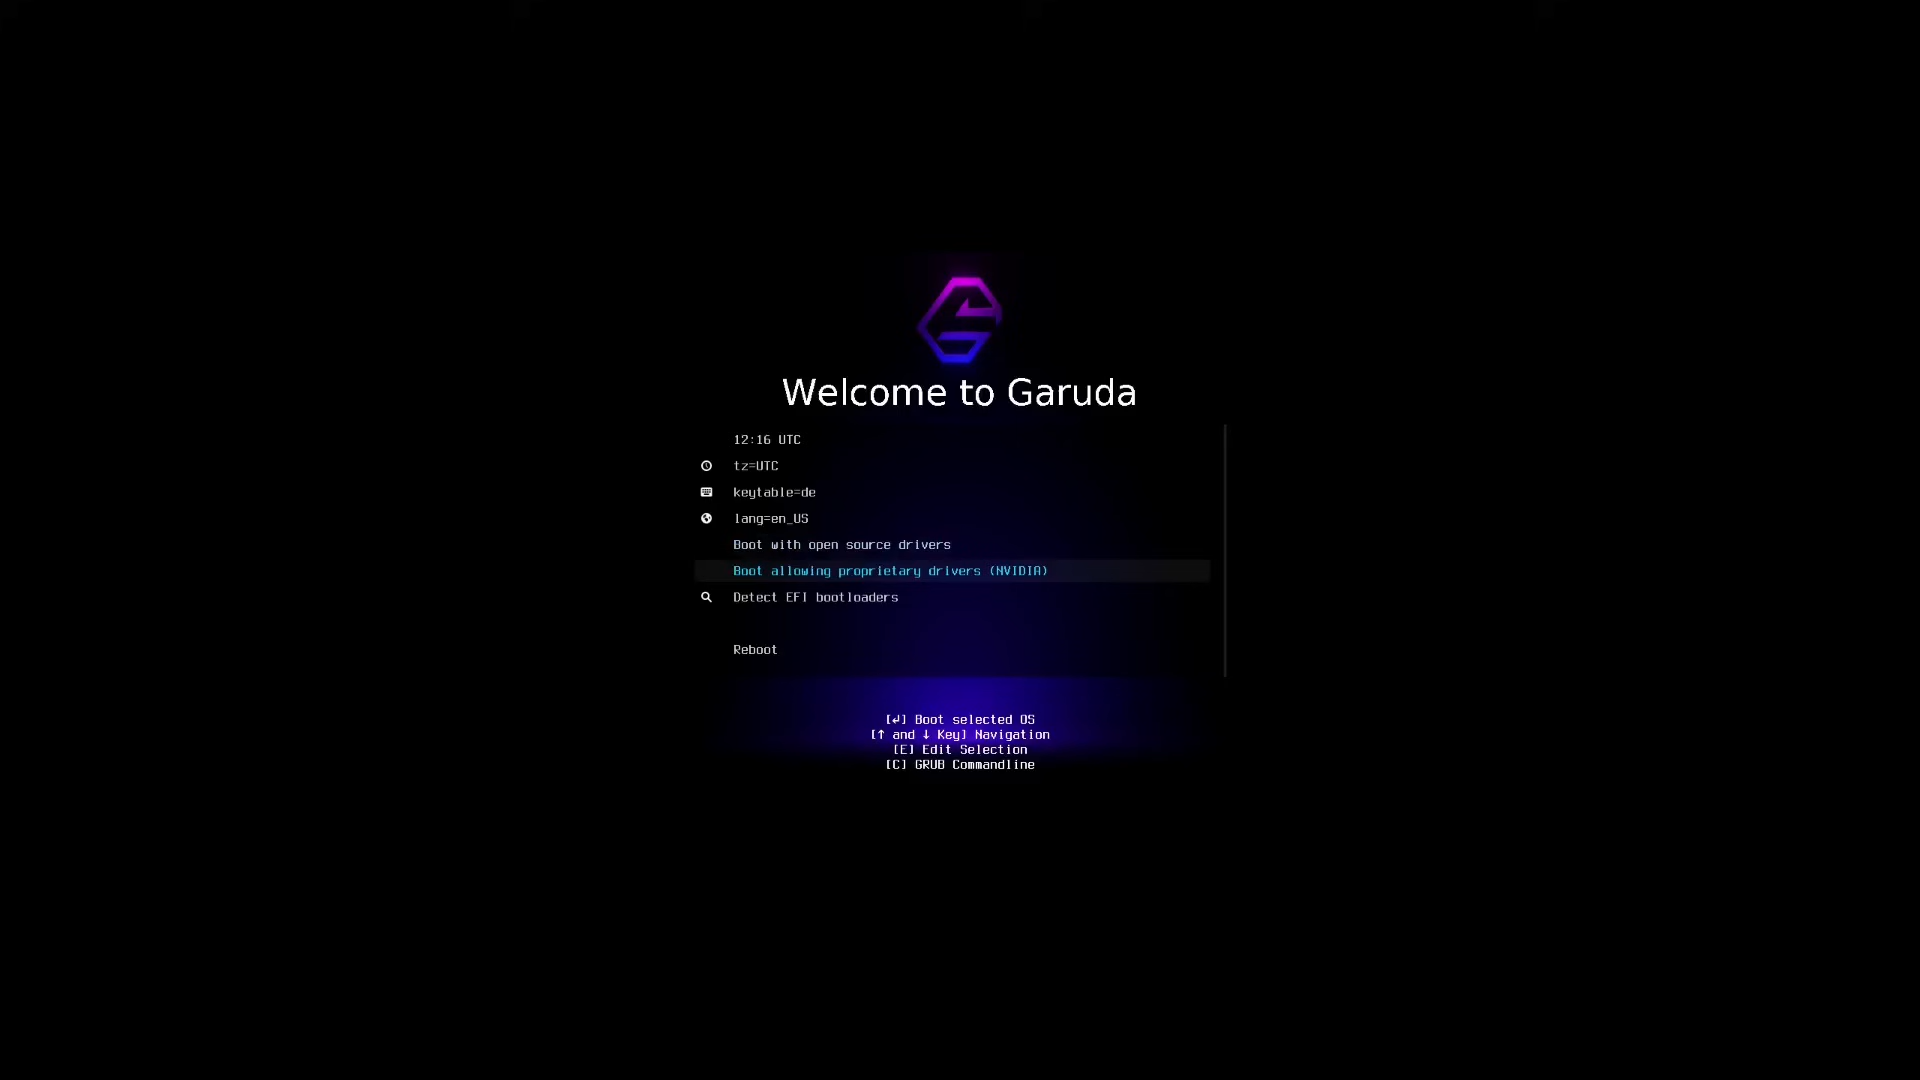 Welcome to Garuda
12:16 UTC
tz=UTC
keytable=de
lang=en_US
Boot with open source drivers
Boot allowing proprietary drivers (NVIDIA)
Detect EFI bootloaders
Reboot
[↲] Boot selected OS
[↑ and ↓ Key] Navigation
[E] Edit Selection
[C] GRUB Commandline